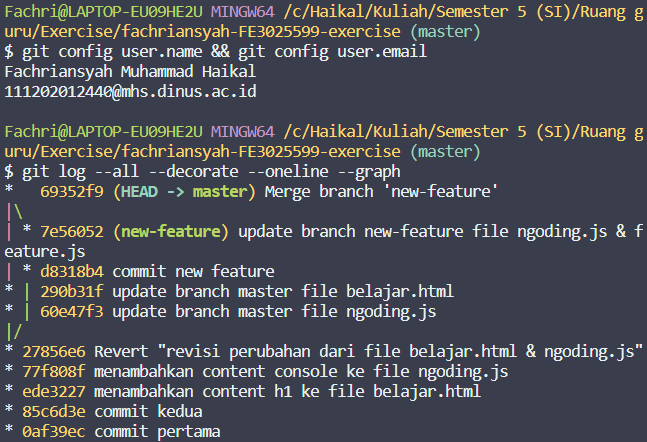 Fachri@LAPTOP-EU09HE2U MINGW64 /c/Haikal/Kuliah/Semester 5 (SI)/Ruang g
uru/Exercise/fachriansyah-FE3025599-exercise (master)
$ git config user.name && git config user.email
Fachriansyah Muhammad Haikal
111202012440@mhs.dinus.ac.id

Fachri@LAPTOP-EU09HE2U MINGW64 /c/Haikal/Kuliah/Semester 5 (SI)/Ruang g
uru/Exercise/fachriansyah-FE3025599-exercise (master)
$ git log --all --decorate --oneline --graph
*   69352f9 (HEAD -> master) Merge branch 'new-feature'
|\
| * 7e56052 (new-feature) update branch new-feature file ngoding.js & f
eature.js
| * d8318b4 commit new feature
* | 290b31f update branch master file belajar.html
* | 60e47f3 update branch master file ngoding.js
|/
* 27856e6 Revert "revisi perubahan dari file belajar.html & ngoding.js"
* 77f808f menambahkan content console ke file ngoding.js
* ede3227 menambahkan content h1 ke file belajar.html
* 85c6d3e commit kedua
* 0af39ec commit pertama